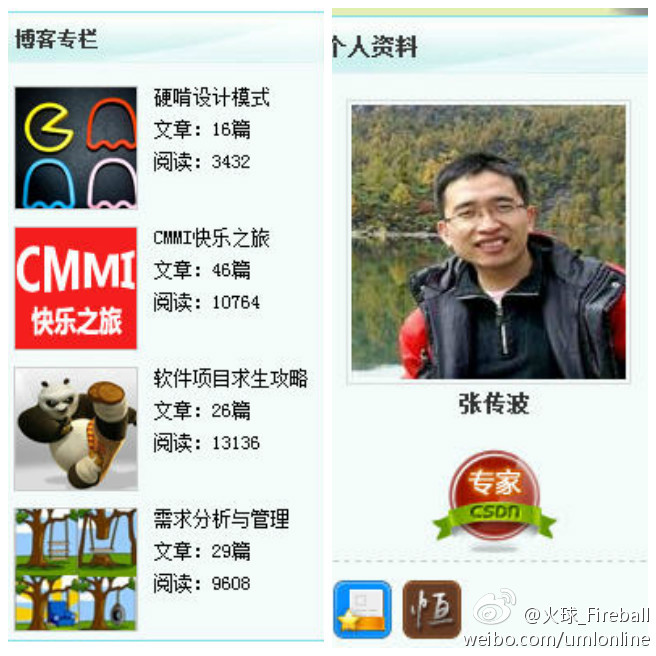 博客专栏
硬啃设计模式
文章：16篇
阅读：3432
CMMI
快乐之旅
CMMI快乐之旅
文章：46篇
阅读：10764
软件项目求生攻略
文章：26篇
阅读：13136
需求分析与管理
文章：29篇
阅读：9608
个人资料
张传波
专家
CSDN
恒
@火球_Fireball
weibo.com/umlonline